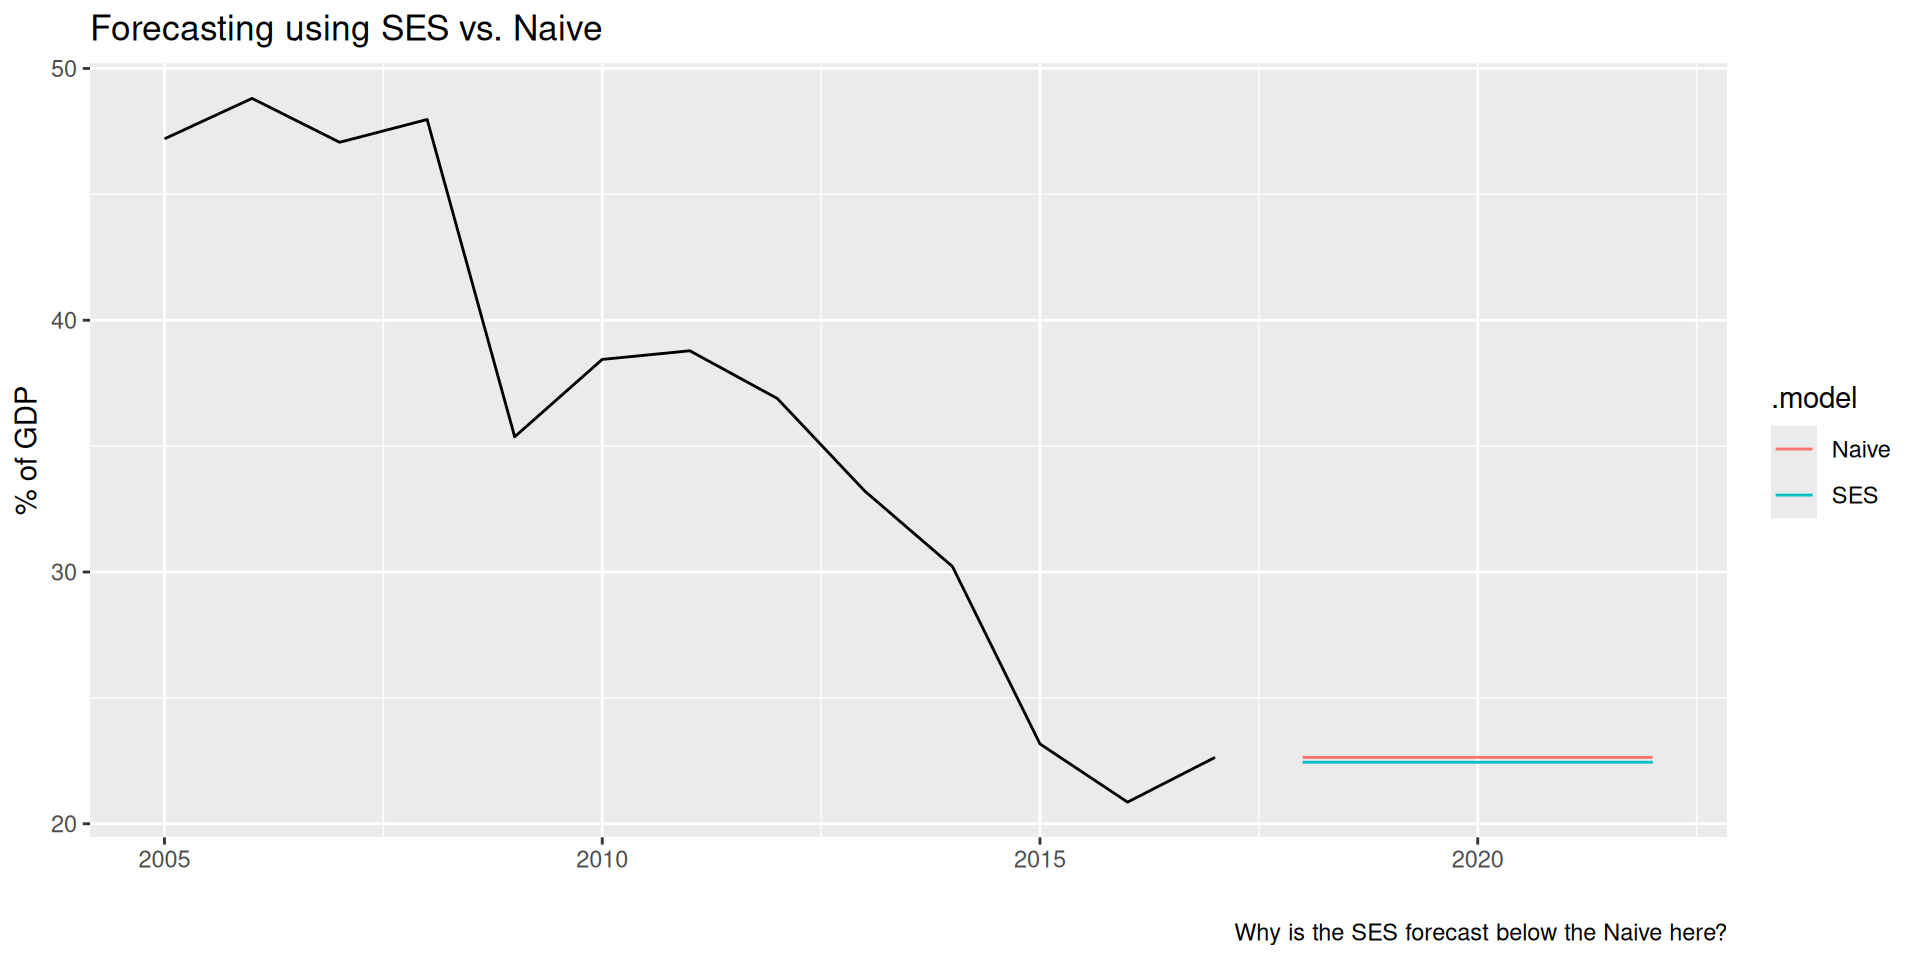 Forecasting using SES vs. Naive
50
40
30
20
% of GDP
2005 2010 2015 2020
.model
Naive
SES
Why is the SES forecast below the Naive here?